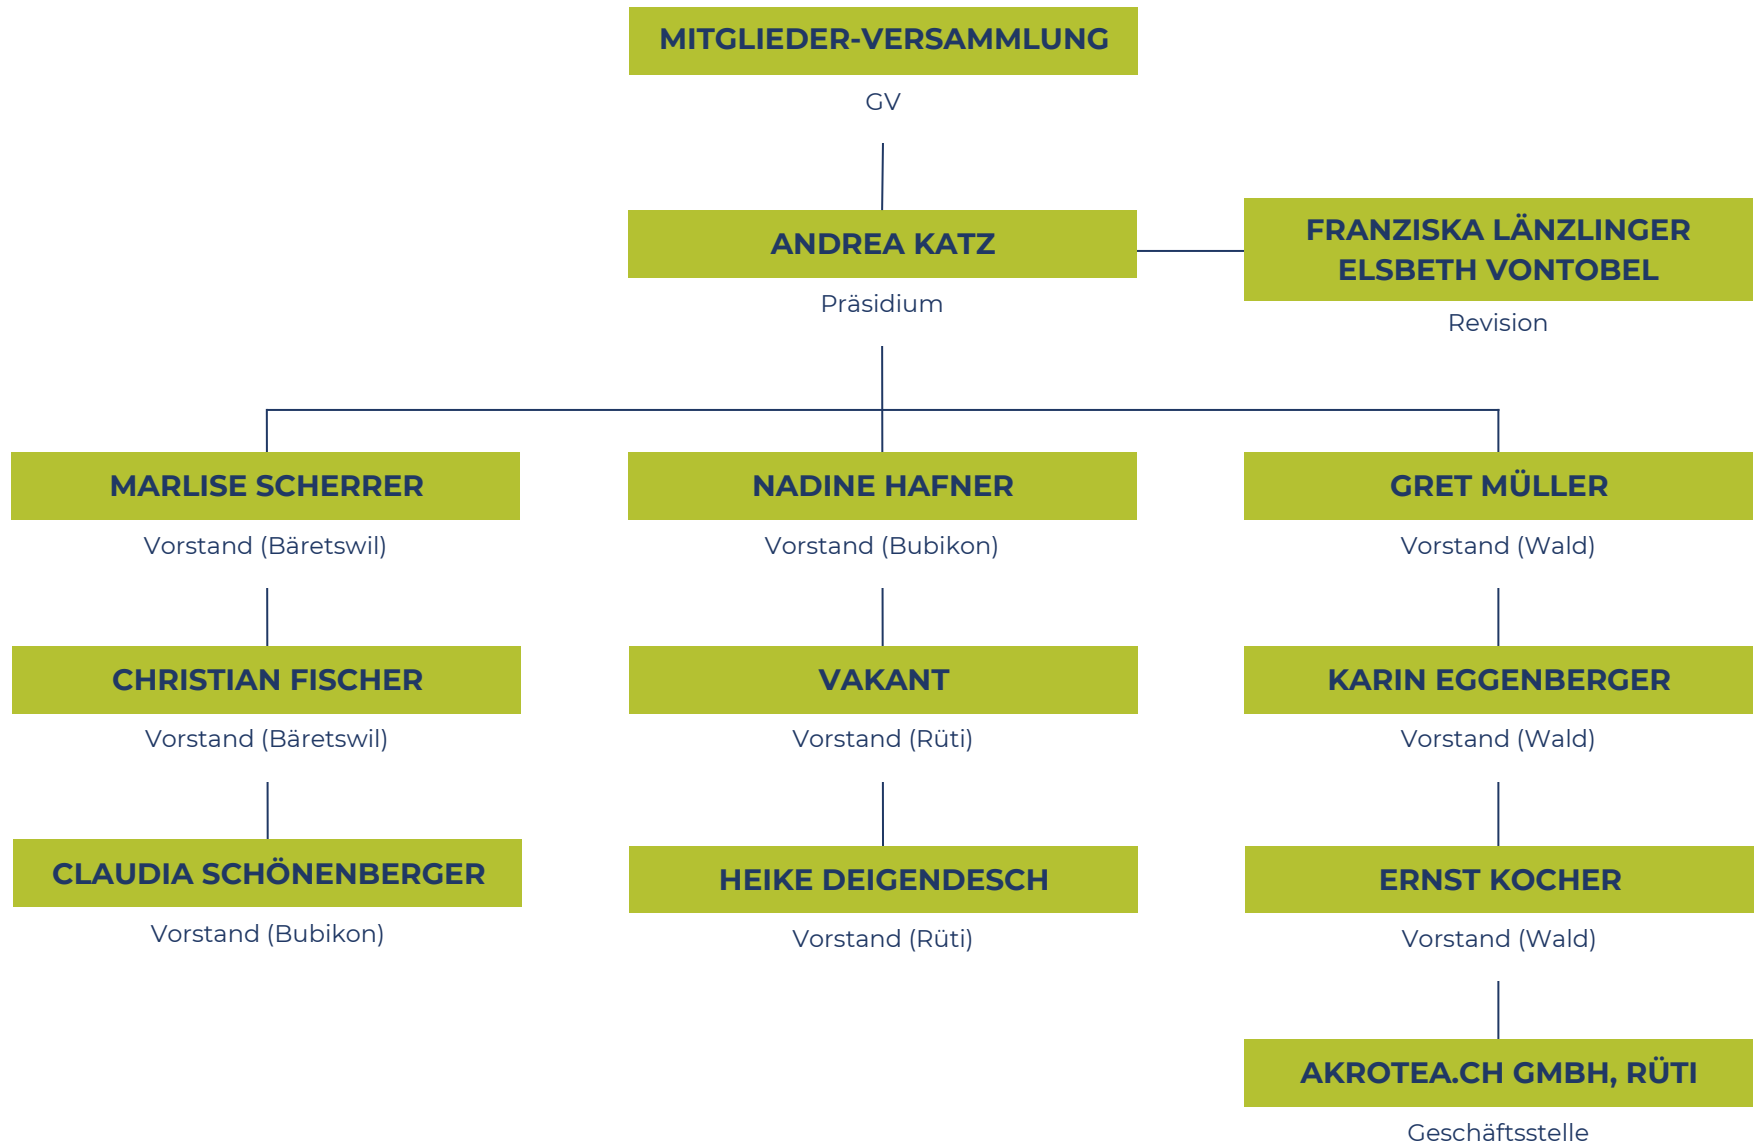 MITGLIEDER-VERSAMMLUNG
GV
ANDREA KATZ
Präsidium
FRANZISKA LÄNZLINGER
ELSBETH VONTOBEL
Revision
MARLISE SCHERRER
Vorstand (Bäretswil)
NADINE HAFNER
Vorstand (Bubikon)
GRET MÜLLER
Vorstand (Wald)
CHRISTIAN FISCHER
Vorstand (Bäretswil)
VAKANT
Vorstand (Rüti)
KARIN EGGENBERGER
Vorstand (Wald)
CLAUDIA SCHÖNENBERGER
Vorstand (Bubikon)
HEIKE DEIGENDESCH
Vorstand (Rüti)
ERNST KOCHER
Vorstand (Wald)
AKROTEA.CH GMBH, RÜTI
Geschäftsstelle